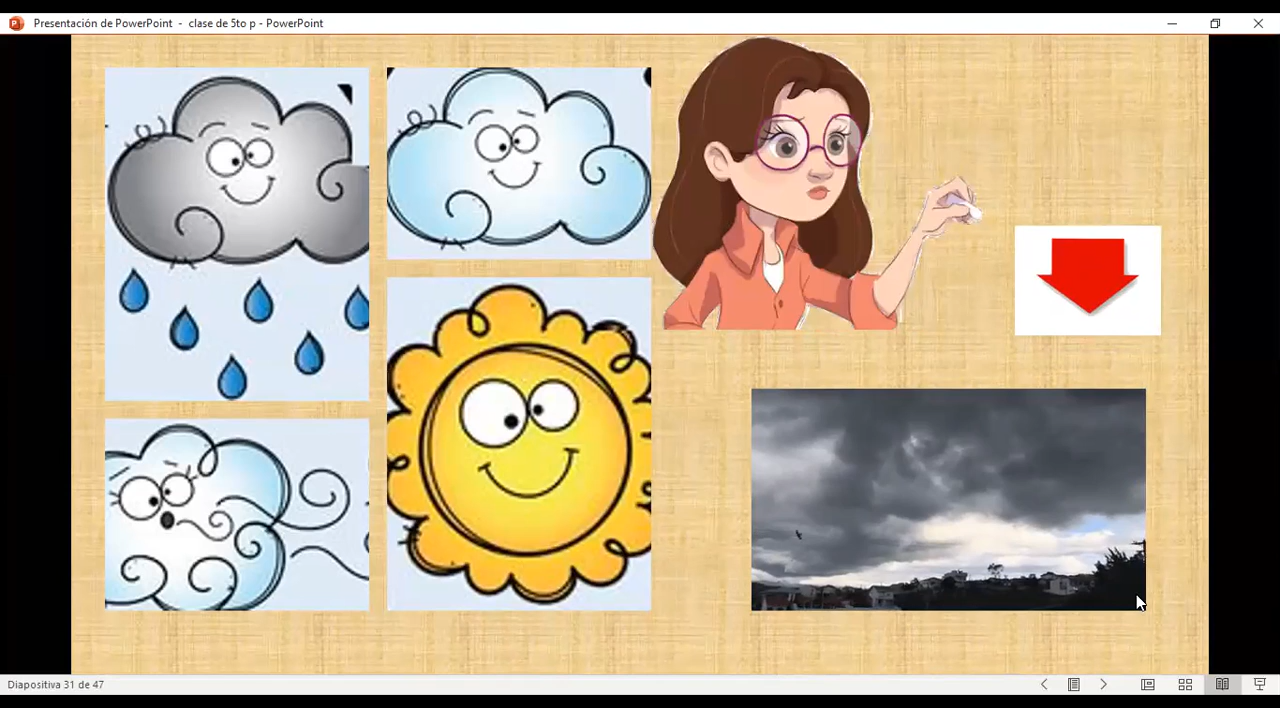 Presentación de PowerPoint - clase de 5to p - PowerPoint
Diapositiva 31 de 47